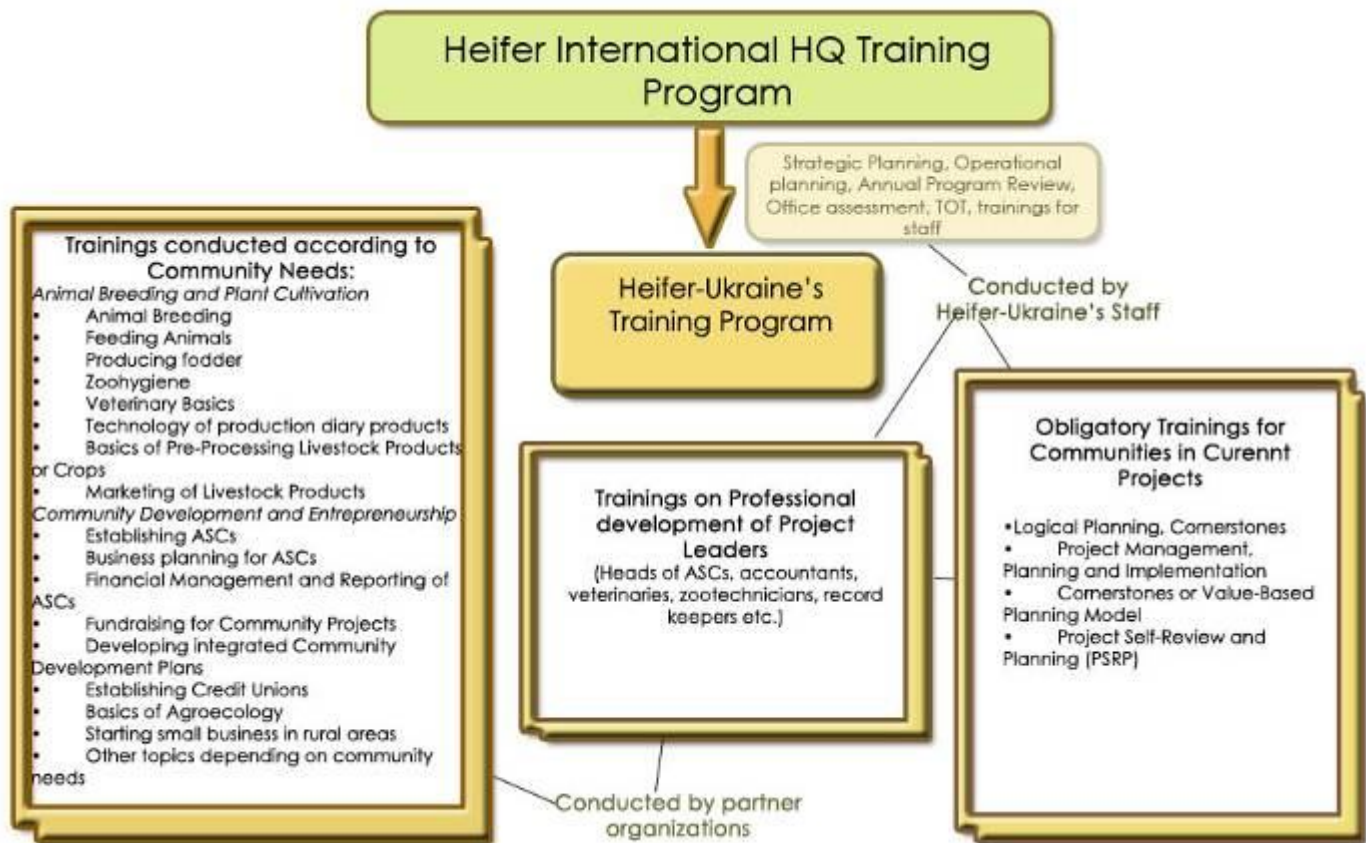 Heifer International HQ Training
Program
Strategic Planning, Operational
planning, Annual Program Review,
Office assessment, TOT, trainings for
staff
Heifer-Ukraine's
Training Program
Conducted by
Heifer-Ukraine's Staff
Trainings conducted according to
Community Needs:
Animal Breeding and Plant Cultivation
• Animal Breeding
• Feeding Animals
• Producing fodder
• Zoohygiene
• Veterinary Basics
• Technology of production diary products
• Basics of Pre-Processing Livestock Products
or Crops
• Marketing of Livestock Products
Community Development and Entrepreneurship
• Establishing ASCs
• Business planning for ASCs
• Financial Management and Reporting of
ASCs
• Fundraising for Community Projects
• Developing integrated Community
Development Plans
• Establishing Credit Unions
• Basics of Agroecology
• Starting small business in rural areas
• Other topics depending on community
needs
Trainings on Professional
development of Project
Leaders
(Heads of ASCs, accountants,
veterinaries, zootechnicians, record
keepers etc.)
Obligatory Trainings for
Communities in Curennt
Projects
•Logical Planning, Cornerstones
• Project Management,
Planning and Implementation
• Cornerstones or Value-Based
Planning Model
• Project Self-Review and
Planning (PSRP)
Conducted by partner
organizations